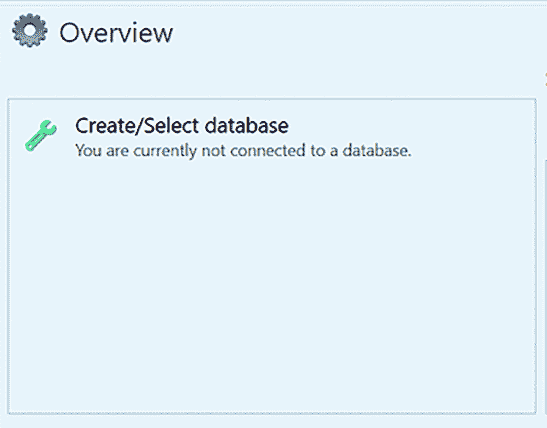 Overview
Create/Select database
You are currently not connected to a database.